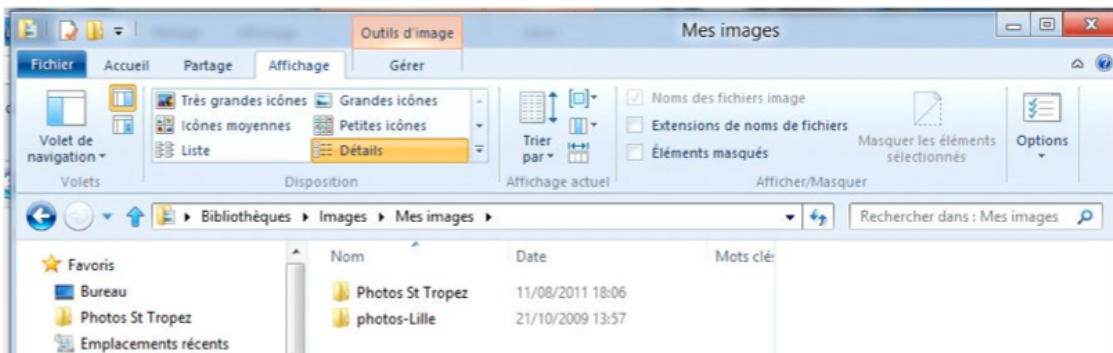 Outils d'image Mes images
Fichier Accueil Partage Affichage Gérer
Très grandes icônes Grandes icônes Noms des fichiers image
Volet de navigation Icônes moyennes Petites icônes Trier par Extensions de noms de fichiers Masquer les éléments sélectionnés Options
Liste Détails Éléments masqués
Volets Disposition Affichage actuel Afficher/Masquer
Bibliothèques Images Mes images Rechercher dans : Mes images
Favoris Nom Date Mots clé
Bureau Photos St Tropez 11/08/2011 18:06
Photos St Tropez photos-Lille 21/10/2009 13:57
Emplacements récents